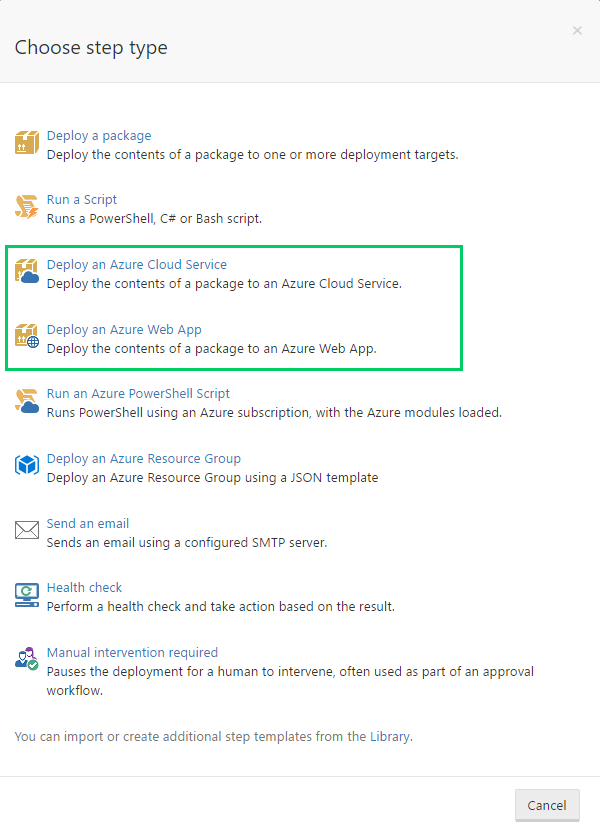 Choose step type
×
Deploy a package
Deploy the contents of a package to one or more deployment targets.
Run a Script
Runs a PowerShell, C# or Bash script.
Deploy an Azure Cloud Service
Deploy the contents of a package to an Azure Cloud Service.
Deploy an Azure Web App
Deploy the contents of a package to an Azure Web App.
Run an Azure PowerShell Script
Runs PowerShell using an Azure subscription, with the Azure modules loaded.
Deploy an Azure Resource Group
Deploy an Azure Resource Group using a JSON template
Send an email
Sends an email using a configured SMTP server.
Health check
Perform a health check and take action based on the result.
Manual intervention required
Pauses the deployment for a human to intervene, often used as part of an approval
workflow.
You can import or create additional step templates from the Library.
Cancel